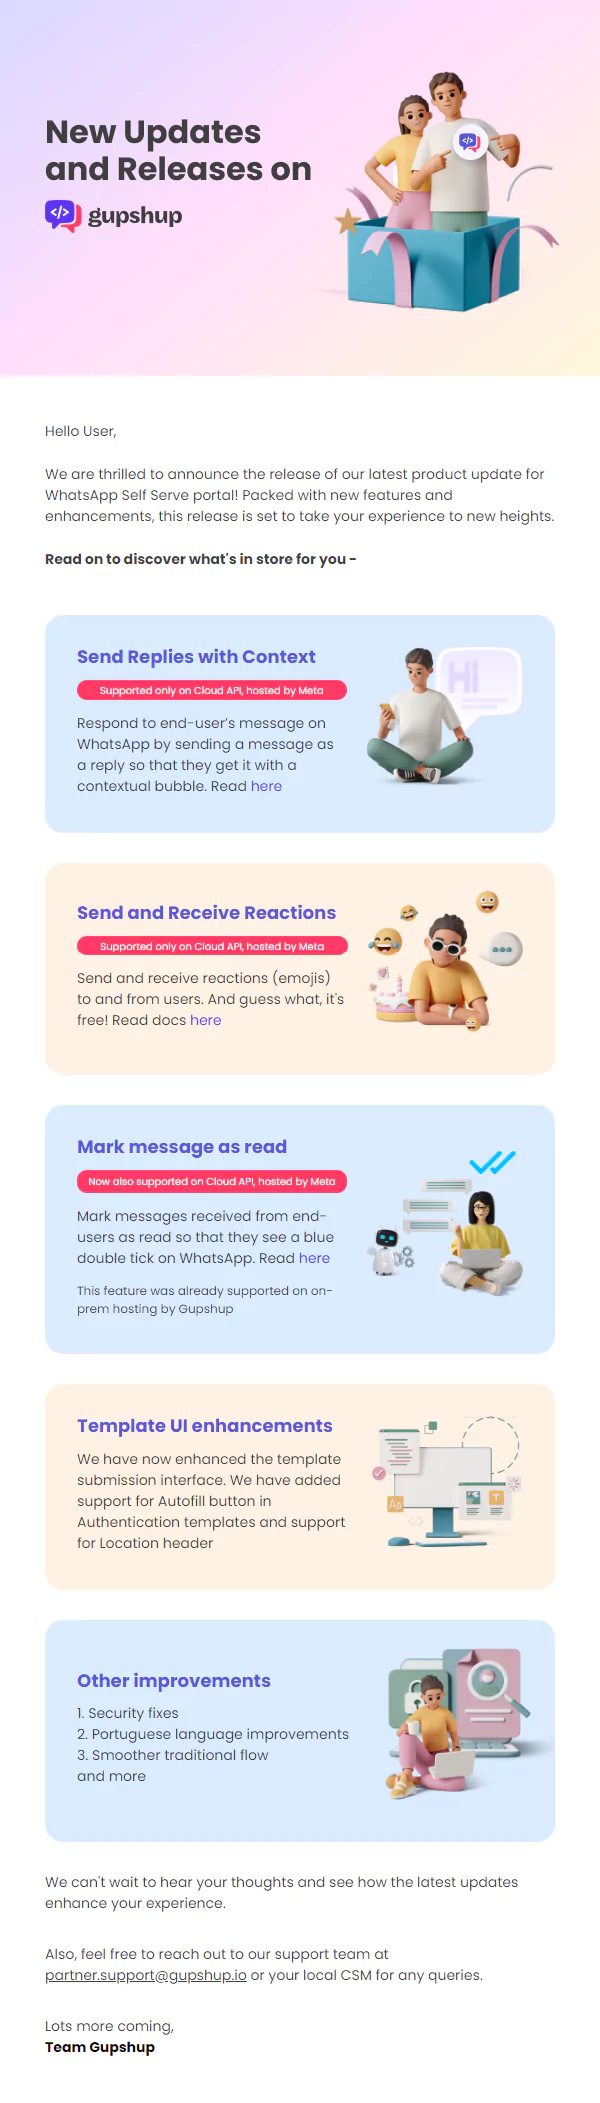 New Updates
and Releases on
</> gupshup
Hello User,
We are thrilled to announce the release of our latest product update for
WhatsApp Self Serve portal! Packed with new features and
enhancements, this release is set to take your experience to new heights.
Read on to discover what's in store for you -
Send Replies with Context
Supported only on Cloud API, hosted by Meta
Respond to end-user’s message on
WhatsApp by sending a message as
a reply so that they get it with a
contextual bubble. Read here
HI
Send and Receive Reactions
Supported only on Cloud API, hosted by Meta
Send and receive reactions (emojis)
to and from users. And guess what, it's
free! Read docs here
Mark message as read
Now also supported on Cloud API, hosted by Meta
Mark messages received from end-
users as read so that they see a blue
double tick on WhatsApp. Read here
This feature was already supported on on-
prem hosting by Gupshup
Template UI enhancements
We have now enhanced the template
submission interface. We have added
support for Autofill button in
Authentication templates and support
for Location header
T
Aa
</>
Other improvements
1. Security fixes
2. Portuguese language improvements
3. Smoother traditional flow
and more
We can't wait to hear your thoughts and see how the latest updates
enhance your experience.
Also, feel free to reach out to our support team at
partner.support@gupshup.io or your local CSM for any queries.
Lots more coming,
Team Gupshup